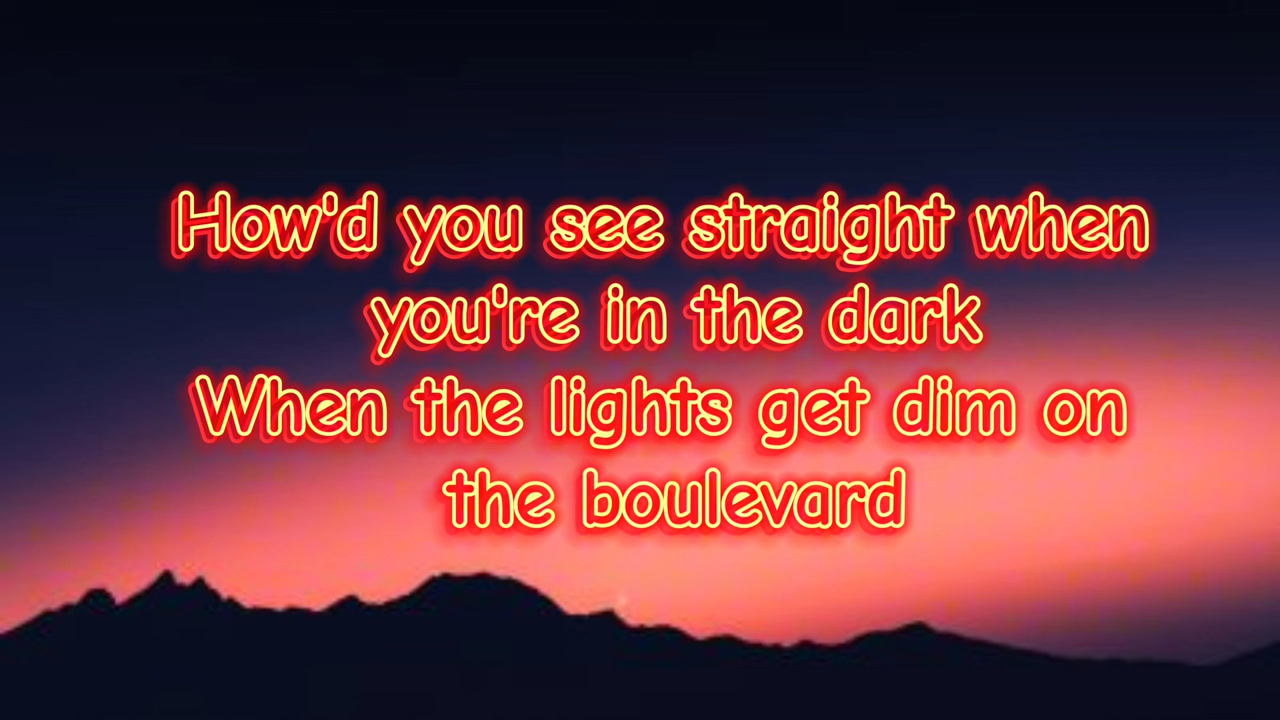 How'd you see straight when
you're in the dark
When the lights get dim on
the boulevard